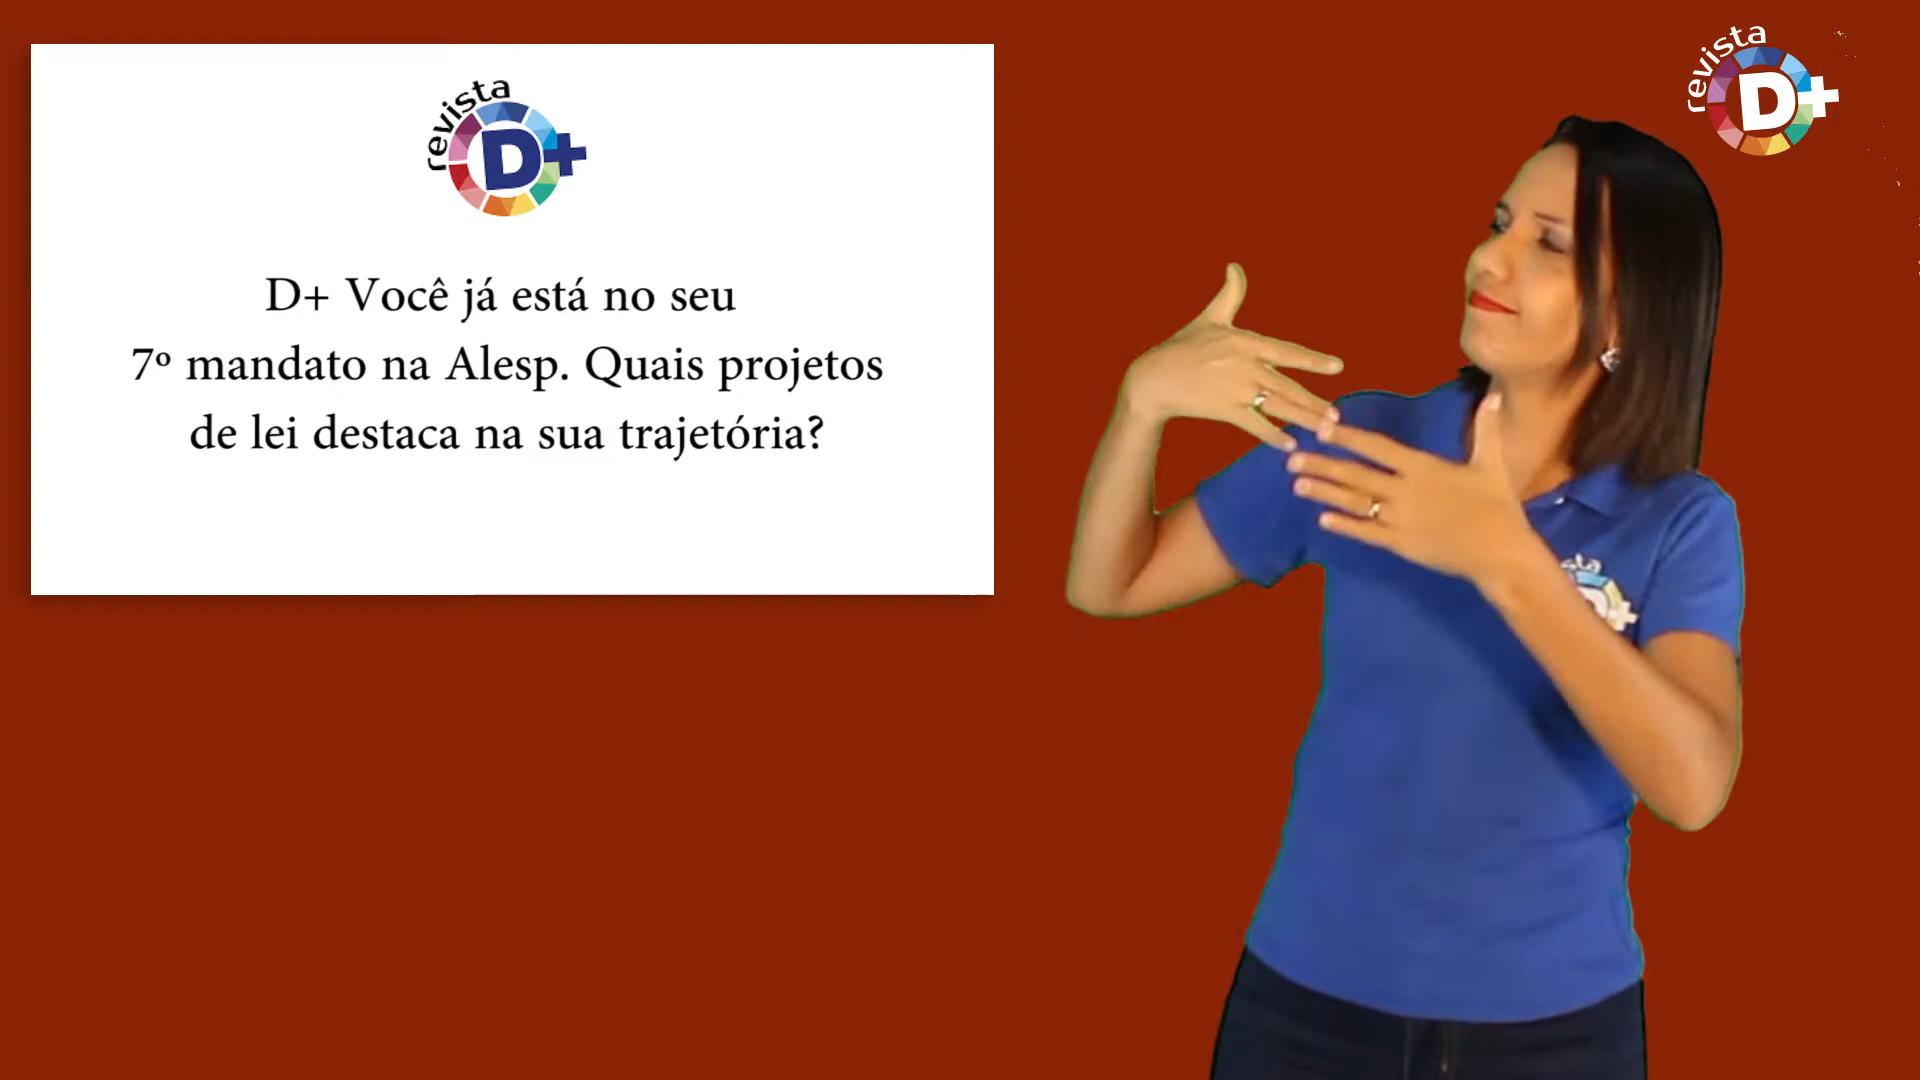 revista
D+
D+ Você já está no seu
7º mandato na Alesp. Quais projetos
de lei destaca na sua trajetória?
revista
D+
sta
D+